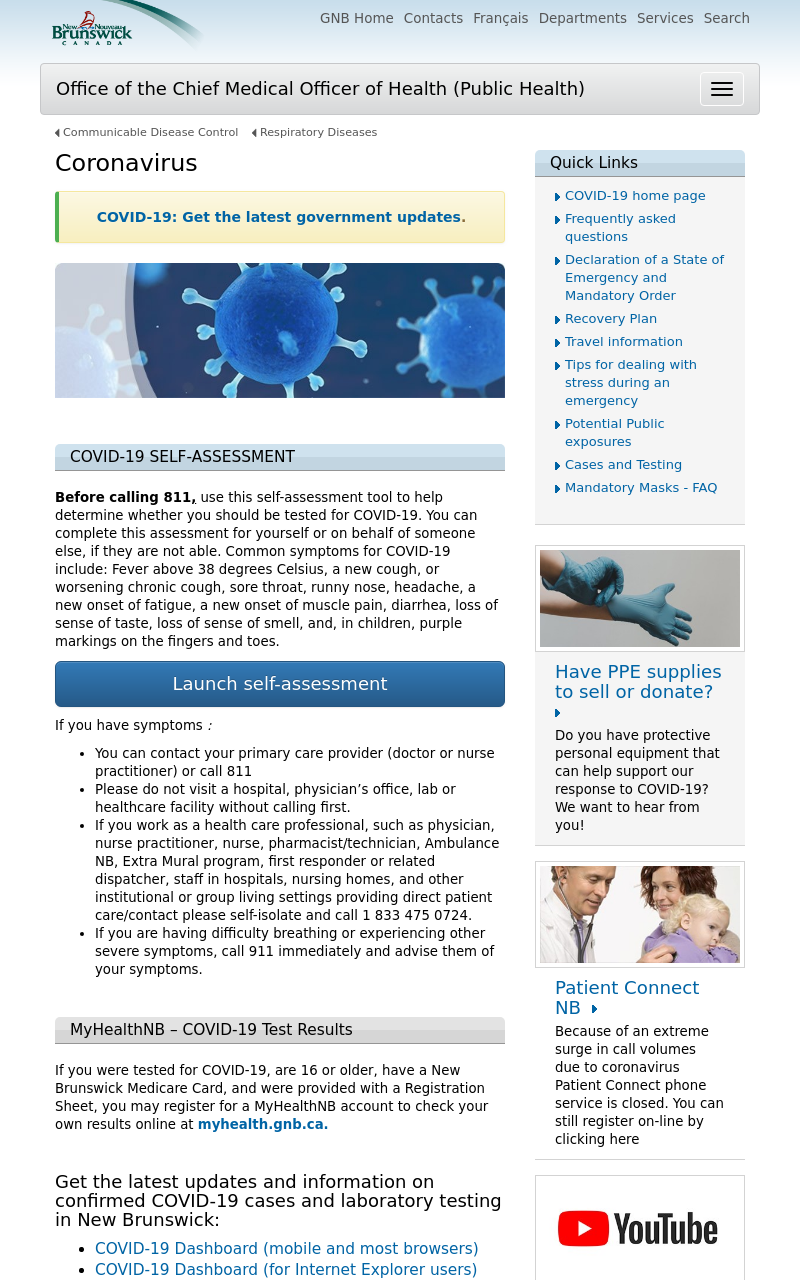 New Nouveau
Brunswick
CANADA
GNB Home Contacts Français Departments Services Search
Office of the Chief Medical Officer of Health (Public Health)
Communicable Disease Control Respiratory Diseases
Coronavirus
COVID-19: Get the latest government updates.
COVID-19 SELF-ASSESSMENT
Before calling 811, use this self-assessment tool to help
determine whether you should be tested for COVID-19. You can
complete this assessment for yourself or on behalf of someone
else, if they are not able. Common symptoms for COVID-19
include: Fever above 38 degrees Celsius, a new cough, or
worsening chronic cough, sore throat, runny nose, headache, a
new onset of fatigue, a new onset of muscle pain, diarrhea, loss of
sense of taste, loss of sense of smell, and, in children, purple
markings on the fingers and toes.
Launch self-assessment
If you have symptoms :
• You can contact your primary care provider (doctor or nurse
practitioner) or call 811
• Please do not visit a hospital, physician’s office, lab or
healthcare facility without calling first.
• If you work as a health care professional, such as physician,
nurse practitioner, nurse, pharmacist/technician, Ambulance
NB, Extra Mural program, first responder or related
dispatcher, staff in hospitals, nursing homes, and other
institutional or group living settings providing direct patient
care/contact please self-isolate and call 1 833 475 0724.
• If you are having difficulty breathing or experiencing other
severe symptoms, call 911 immediately and advise them of
your symptoms.
MyHealthNB – COVID-19 Test Results
If you were tested for COVID-19, are 16 or older, have a New
Brunswick Medicare Card, and were provided with a Registration
Sheet, you may register for a MyHealthNB account to check your
own results online at myhealth.gnb.ca.
Get the latest updates and information on
confirmed COVID-19 cases and laboratory testing
in New Brunswick:
• COVID-19 Dashboard (mobile and most browsers)
• COVID-19 Dashboard (for Internet Explorer users)
Quick Links
COVID-19 home page
Frequently asked
questions
Declaration of a State of
Emergency and
Mandatory Order
Recovery Plan
Travel information
Tips for dealing with
stress during an
emergency
Potential Public
exposures
Cases and Testing
Mandatory Masks - FAQ
Have PPE supplies
to sell or donate?
Do you have protective
personal equipment that
can help support our
response to COVID-19?
We want to hear from
you!
Patient Connect
NB
Because of an extreme
surge in call volumes
due to coronavirus
Patient Connect phone
service is closed. You can
still register on-line by
clicking here
YouTube